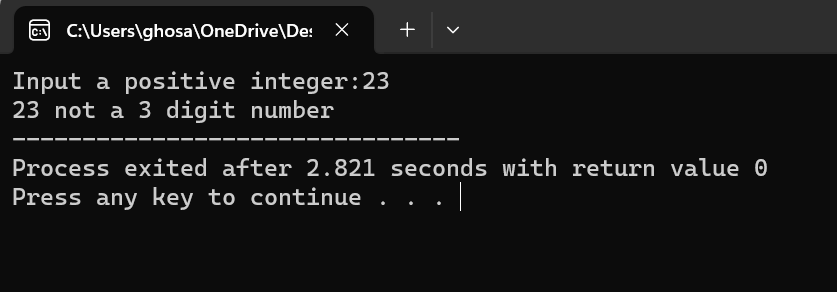 C:\Users\ghosa\OneDrive\Des
Input a positive integer:23
23 not a 3 digit number
--------------------------------
Process exited after 2.821 seconds with return value 0
Press any key to continue . . .